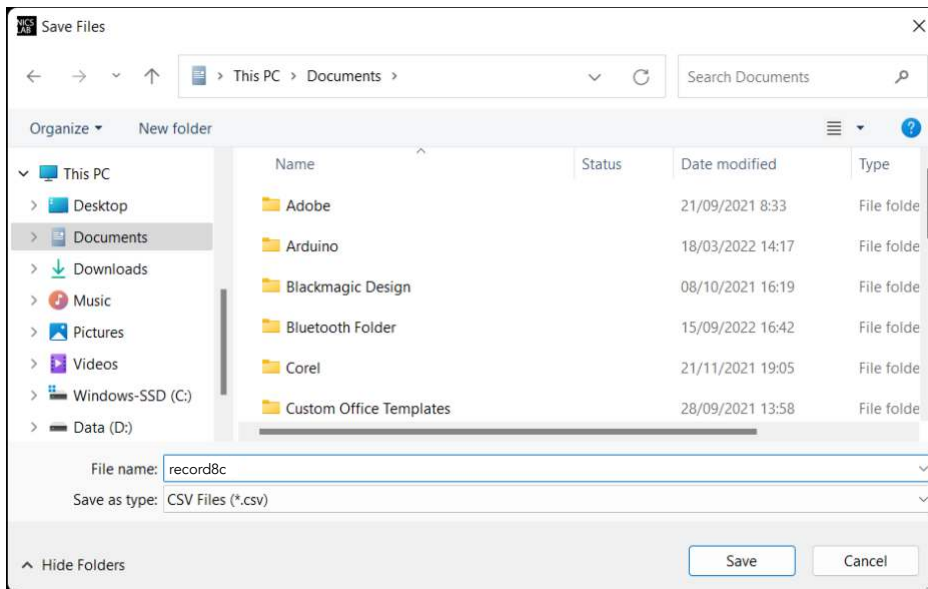 NICS LAB Save Files
This PC > Documents >
Search Documents
Organize
New folder
?
Name Status Date modified Type
This PC
Desktop
Documents
Downloads
Music
Pictures
Videos
Windows-SSD (C:)
Data (D:)
Adobe 21/09/2021 8:33 File folde
Arduino 18/03/2022 14:17 File folde
Blackmagic Design 08/10/2021 16:19 File folde
Bluetooth Folder 15/09/2022 16:42 File folde
Corel 21/11/2021 19:05 File folde
Custom Office Templates 28/09/2021 13:58 File folde
File name: record8c
Save as type: CSV Files (*.csv)
Hide Folders
Save
Cancel